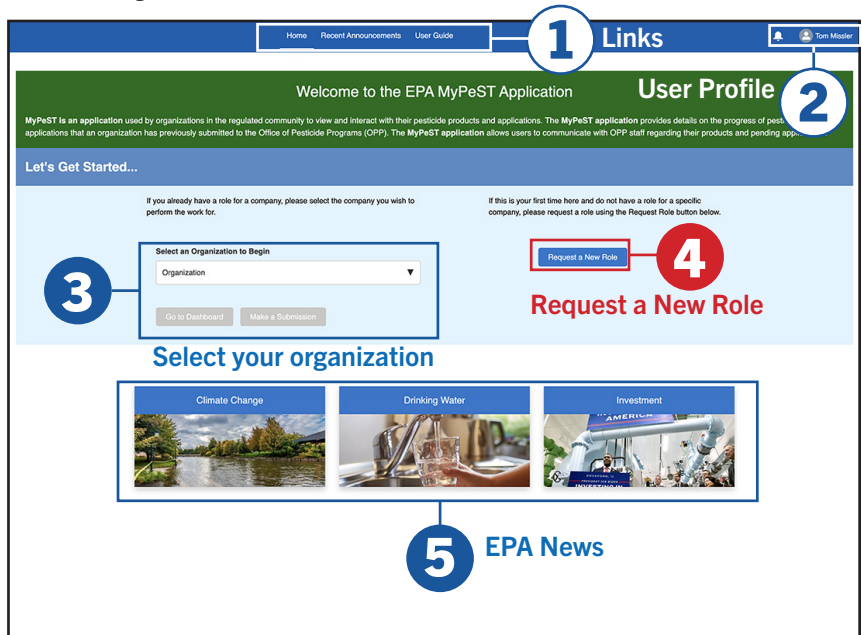 Home Recent Announcements User Guide
1 Links
Tom Missler
2
Welcome to the EPA MyPeST Application
User Profile
MyPeST is an application used by organizations in the regulated community to view and interact with their pesticide products and applications. The MyPeST application provides details on the progress of
applications that an organization has previously submitted to the Office of Pesticide Programs (OPP). The MyPeST application allows users to communicate with OPP staff regarding their products and pending
Let's Get Started...
If you already have a role for a company, please select the company you wish to
perform the work for.
If this is your first time here and do not have a role for a specific
company, please request a role using the Request Role button below.
3
Select an Organization to Begin
Organization
Go to Dashboard Make a Submission
Select your organization
Request a New Role
4
Request a New Role
Climate Change
Drinking Water
Investment
AMERICA
INVESTING IN
5 EPA News